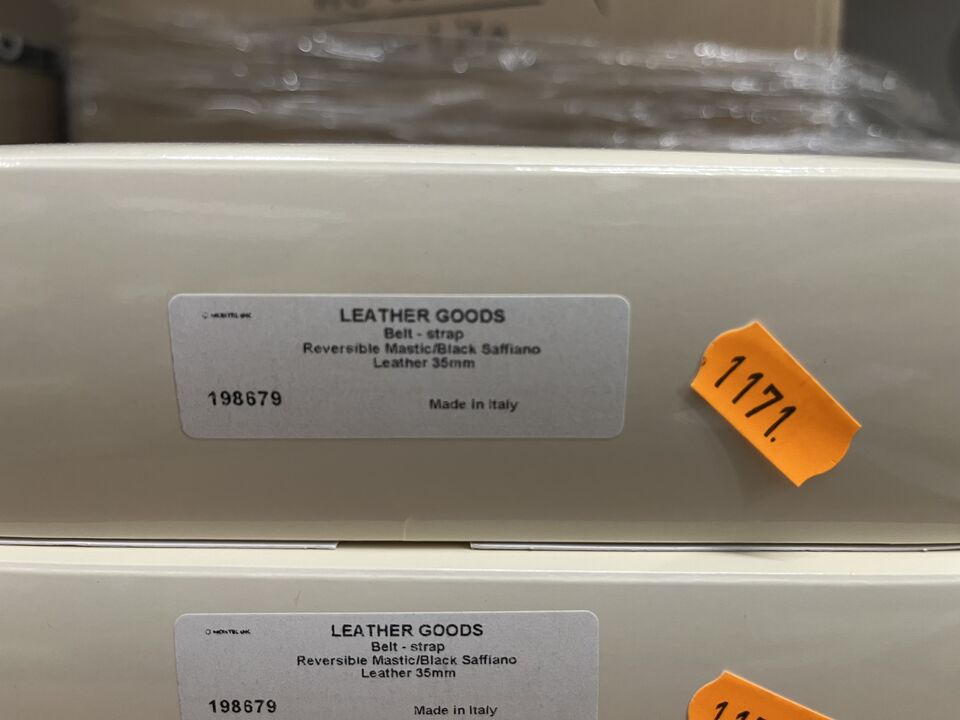 LEATHER GOODS
Belt - strap
Reversible Mastic/Black Saffiano
Leather 35mm
198679
Made in Italy
1171.
LEATHER GOODS
Belt - strap
Reversible Mastic/Black Saffiano
Leather 35mm
198679
Made in Italy